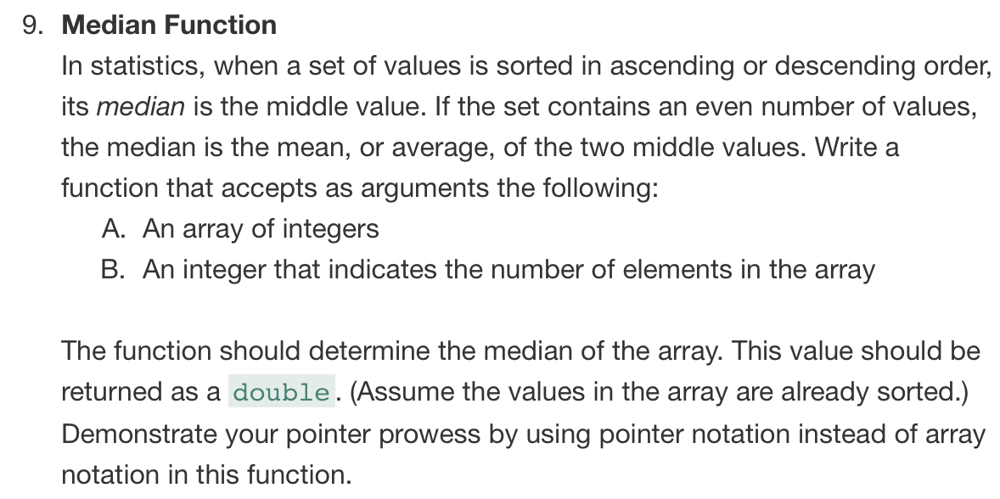 9. Median Function
In statistics, when a set of values is sorted in ascending or descending order,
its median is the middle value. If the set contains an even number of values,
the median is the mean, or average, of the two middle values. Write a
function that accepts as arguments the following:
A. An array of integers
B. An integer that indicates the number of elements in the array
The function should determine the median of the array. This value should be
returned as a double. (Assume the values in the array are already sorted.)
Demonstrate your pointer prowess by using pointer notation instead of array
notation in this function.